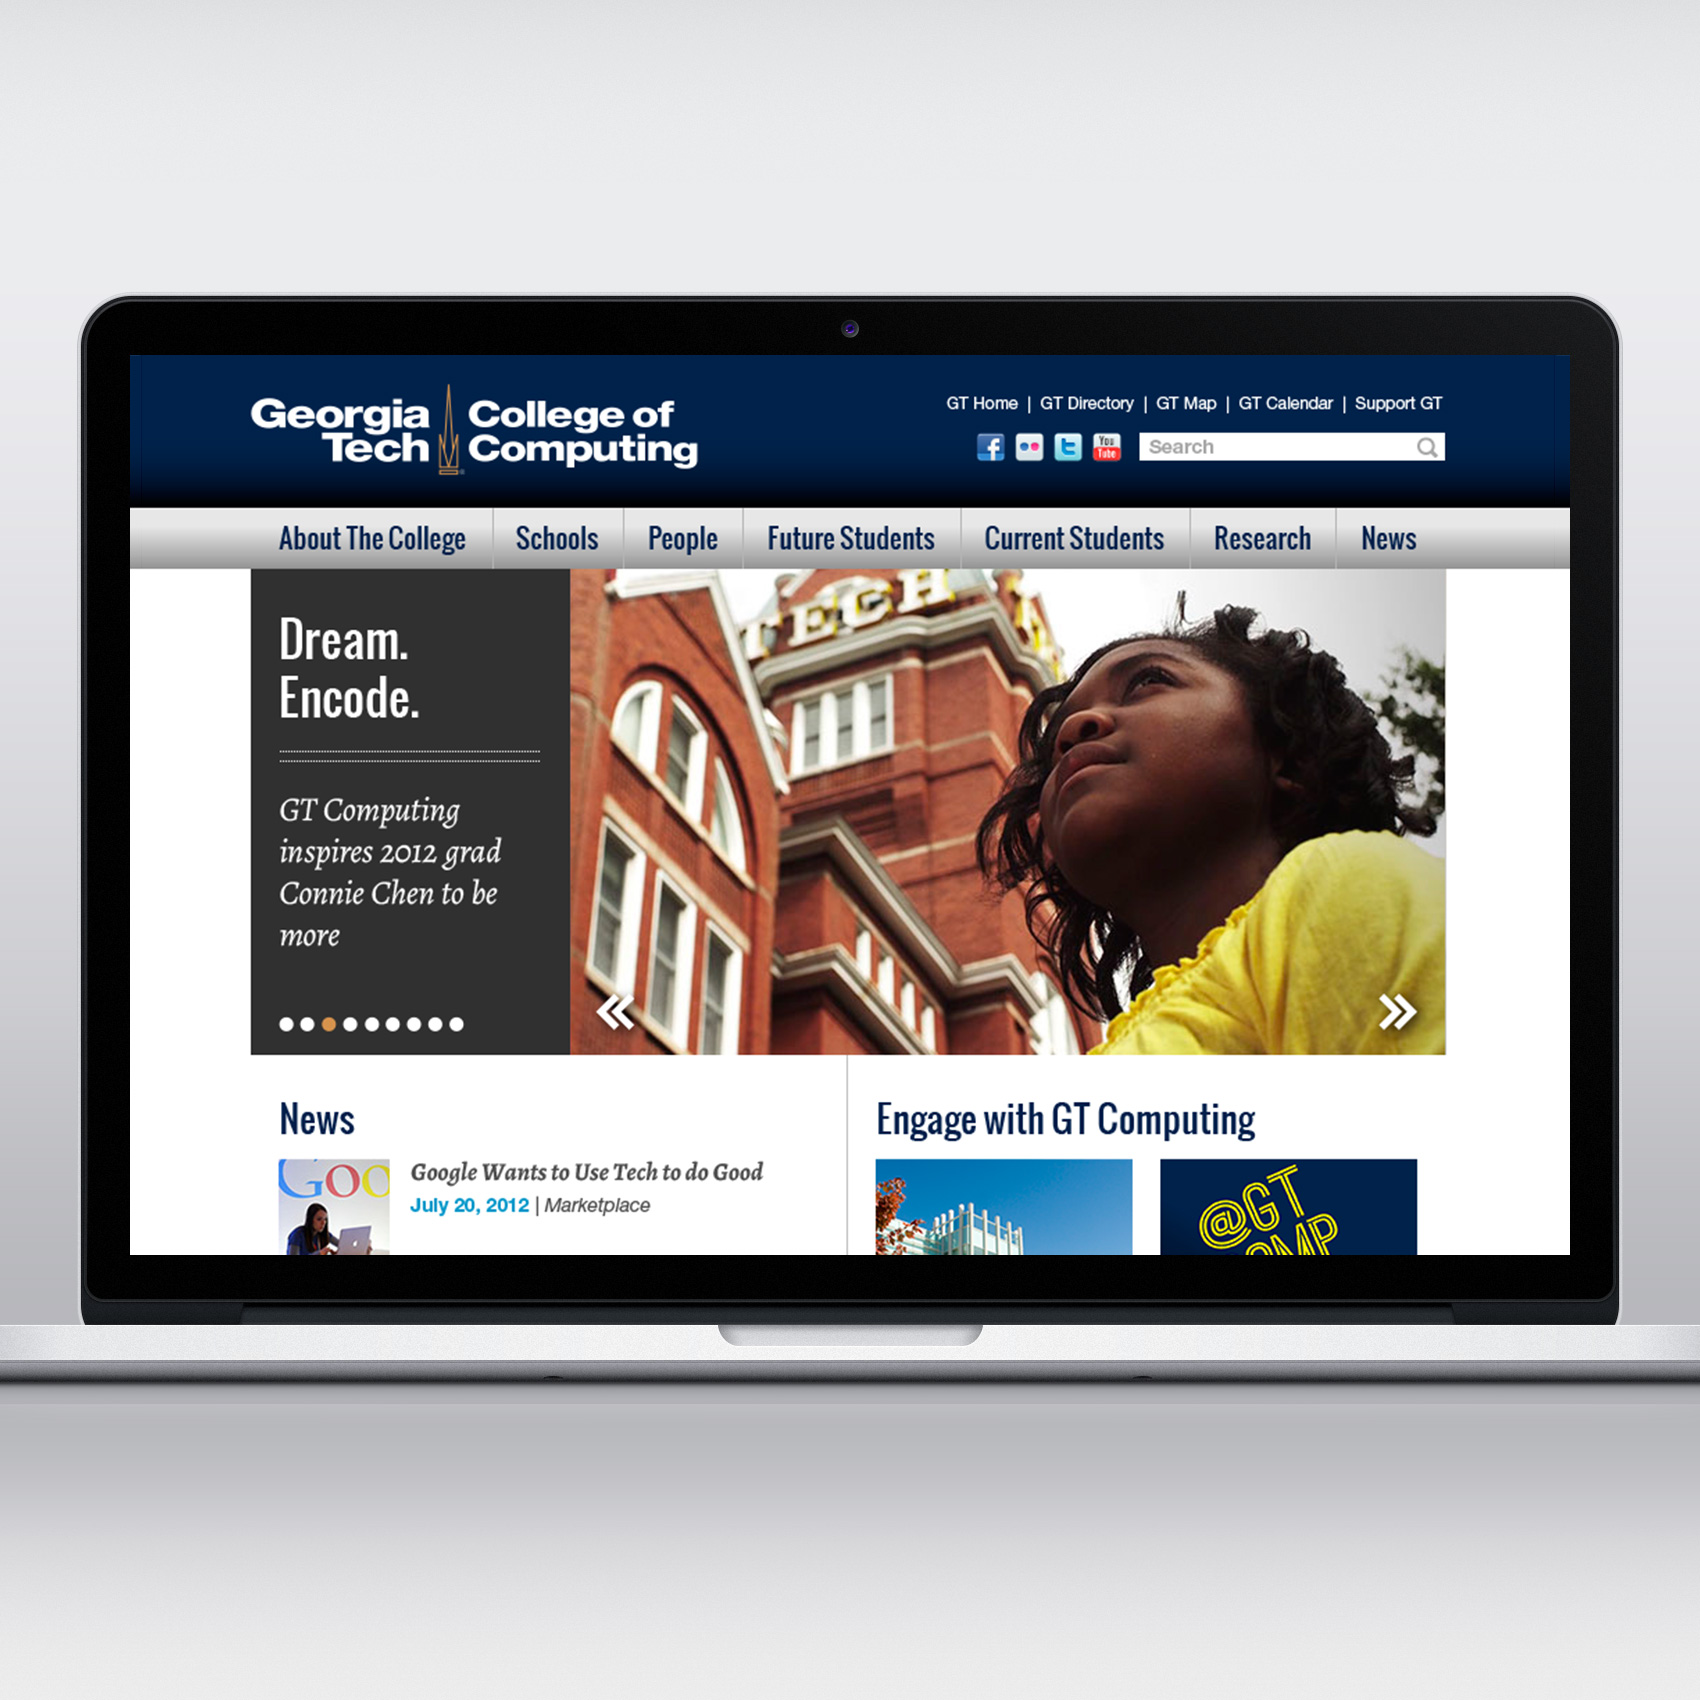 Georgia Tech
College of Computing
GT Home | GT Directory | GT Map | GT Calendar | Support GT
You Tube
Search
About The College
Schools
People
Future Students
Current Students
Research
News
Dream.
Encode.
GT Computing
inspires 2012 grad
Connie Chen to be
more
TECH
News
Google Wants to Use Tech to do Good
July 20, 2012 | Marketplace
Engage with GT Computing
@GT